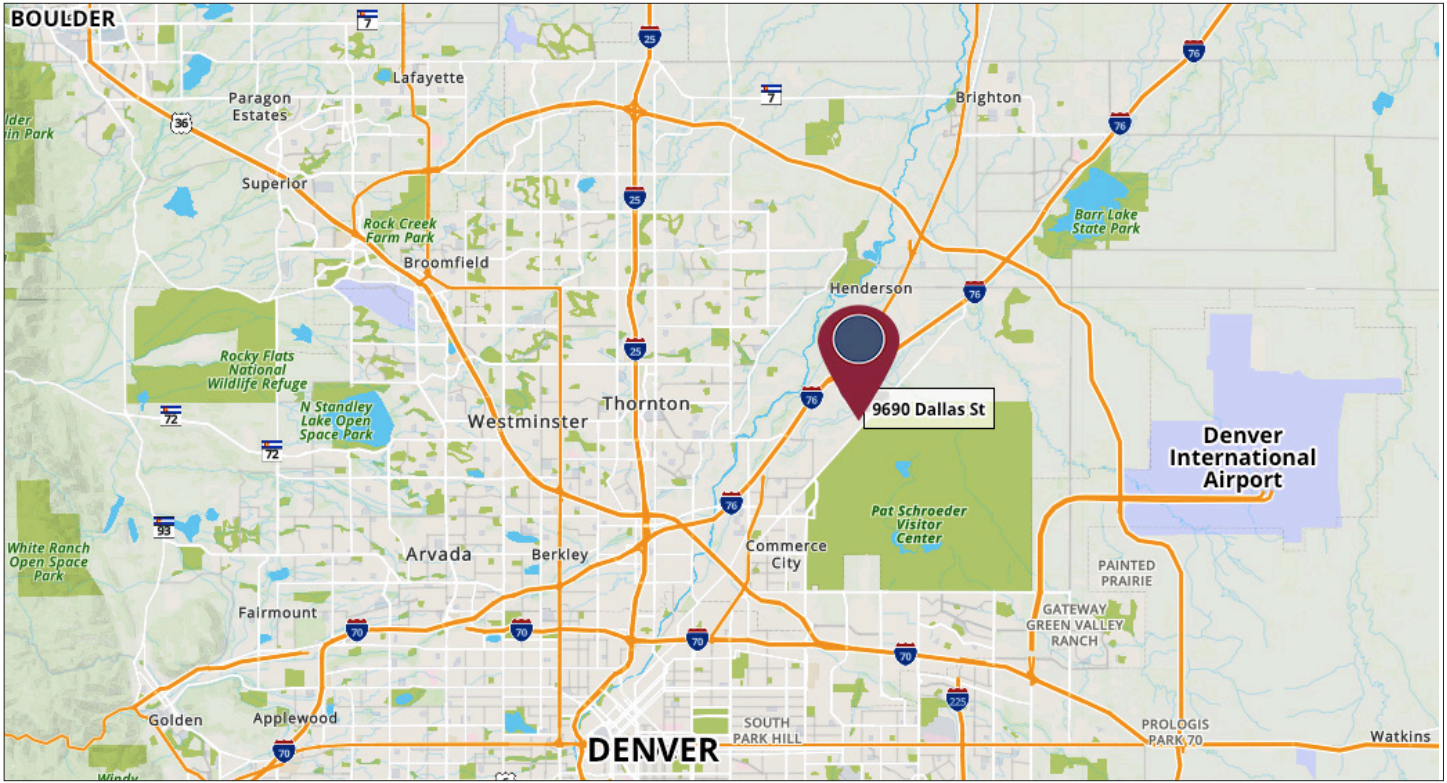 BOULDER
7
25
76
Lafayette
Paragon
Estates
7
Brighton
36
76
lder
in Park
Superior
25
Rock Creek
Farm Park
Barr Lake
State Park
Broomfield
Henderson
76
25
Rocky Flats
National
Wildlife Refuge
72
N Standley
Lake Open
Space Park
Westminster
Thornton
76
9690 Dallas St
72
Denver
International
Airport
76
93
Pat Schroeder
Visitor
Center
White Ranch
Open Space
Park
Arvada
Berkley
Commerce
City
PAINTED
PRAIRIE
Fairmount
GATEWAY
GREEN VALLEY
RANCH
70
70
70
70
225
Golden
Applewood
SOUTH
PARK HILL
PROLOGIS
PARK 70
Watkins
70
DENVER
Windy